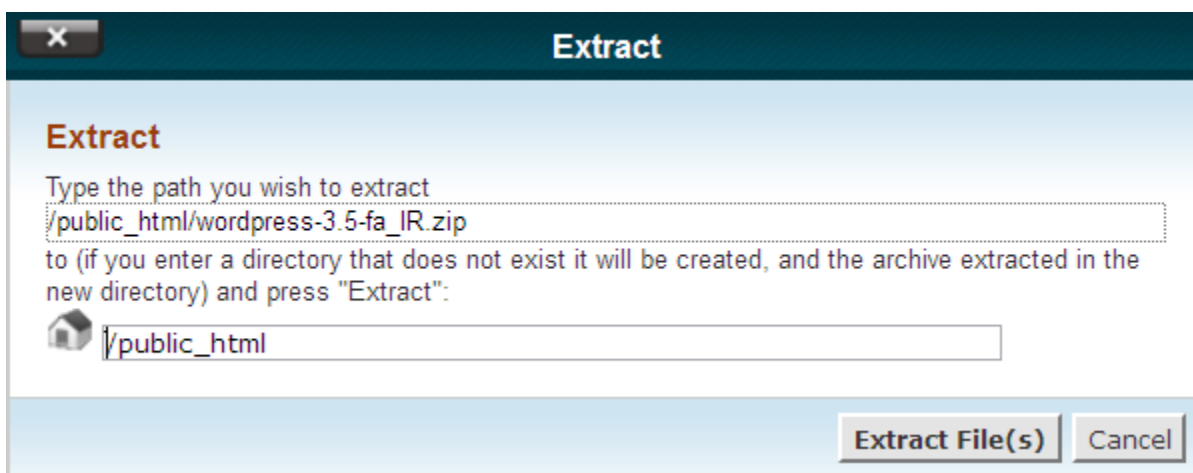 Extract
Extract
Type the path you wish to extract
/public_html/wordpress-3.5-fa_IR.zip
to (if you enter a directory that does not exist it will be created, and the archive extracted in the
new directory) and press "Extract":
/public_html
Extract File(s) Cancel